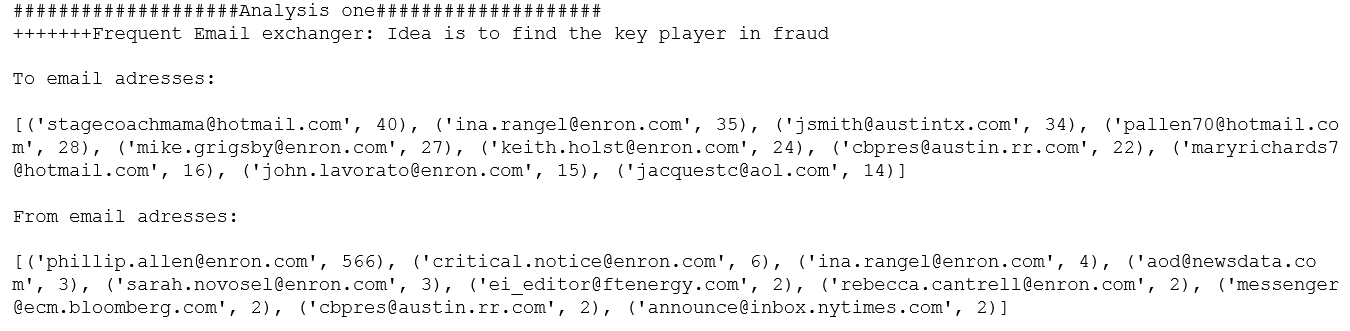 ####################Analysis one####################
+++++++Frequent Email exchanger: Idea is to find the key player in fraud
To email adresses:
[('stagecoachmama@hotmail.com', 40), ('ina.rangel@enron.com', 35), ('jsmith@austintx.com', 34), ('pallen70@hotmail.co
m', 28), ('mike.grigsby@enron.com', 27), ('keith.holst@enron.com', 24), ('cbpres@austin.rr.com', 22), ('maryrichards7
@hotmail.com', 16), ('john.lavorato@enron.com', 15), ('jacquestc@aol.com', 14)]
From email adresses:
[('phillip.allen@enron.com', 566), ('critical.notice@enron.com', 6), ('ina.rangel@enron.com', 4), ('aod@newsdata.co
m', 3), ('sarah.novosel@enron.com', 3), ('ei_editor@ftenergy.com', 2), ('rebecca.cantrell@enron.com', 2), ('messenger
@ecm.bloomberg.com', 2), ('cbpres@austin.rr.com', 2), ('announce@inbox.nytimes.com', 2)]